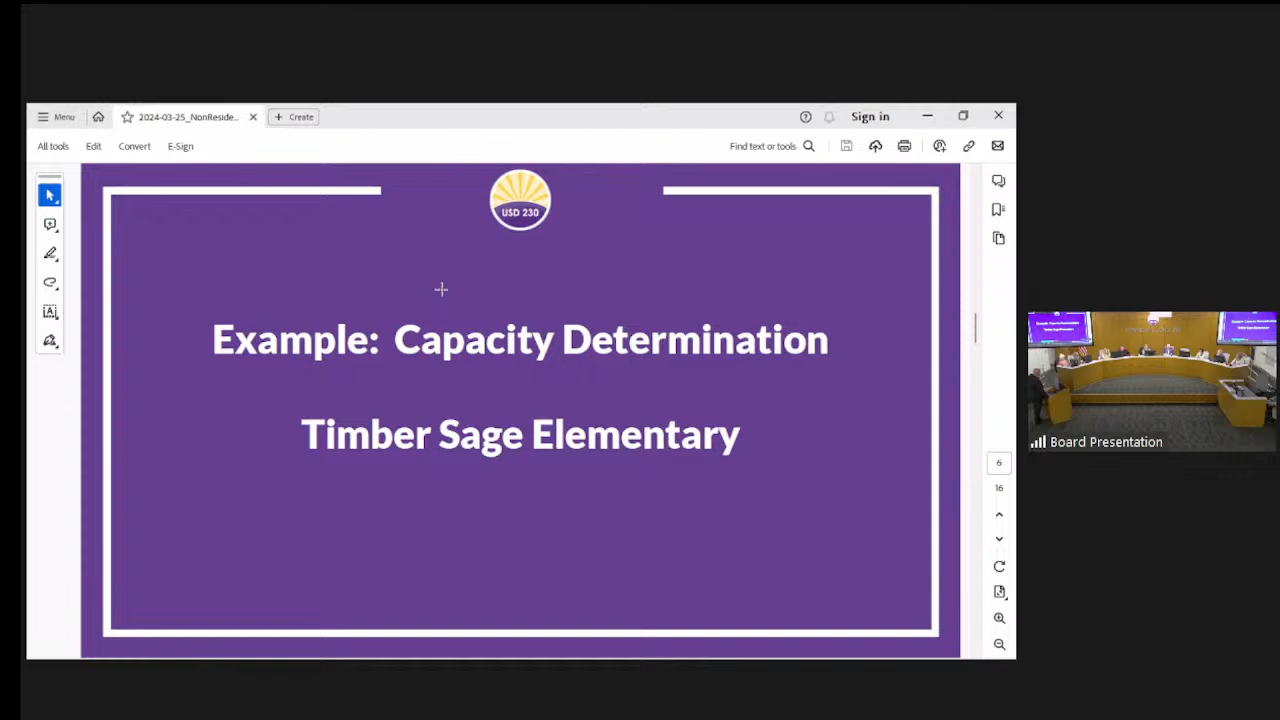 Menu
2024-03-25_NonReside...
Create
Sign in
All tools
Edit
Convert
E-Sign
Find text or tools
USD 230
Example: Capacity Determination
Timber Sage Elementary
6
16
Board Presentation